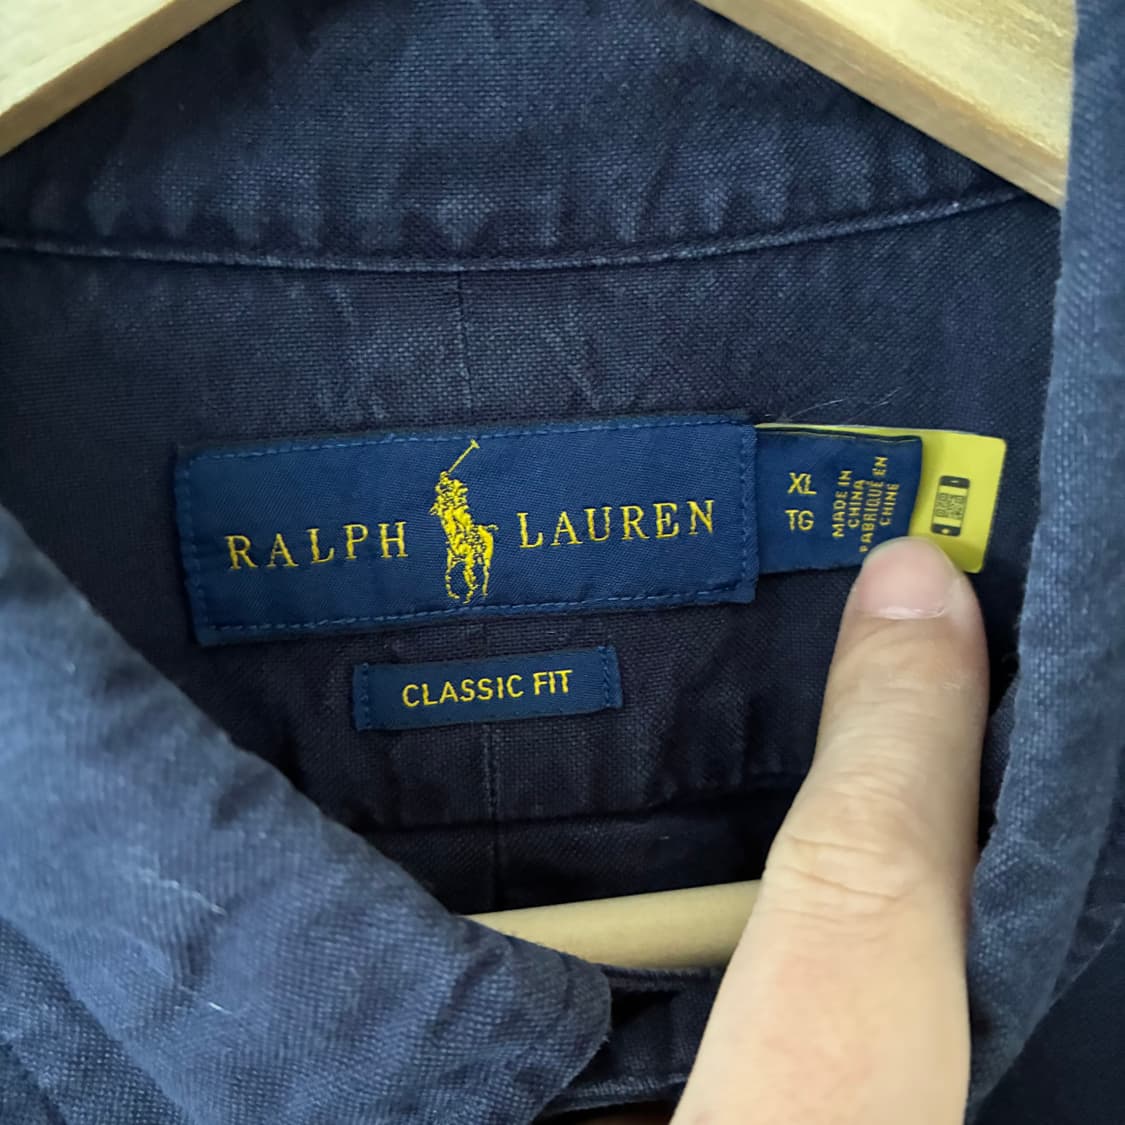 RALPH LAUREN
CLASSIC FIT
XL
TG
MADE IN
CHINA
FABRIQUÉ EN
CHINE